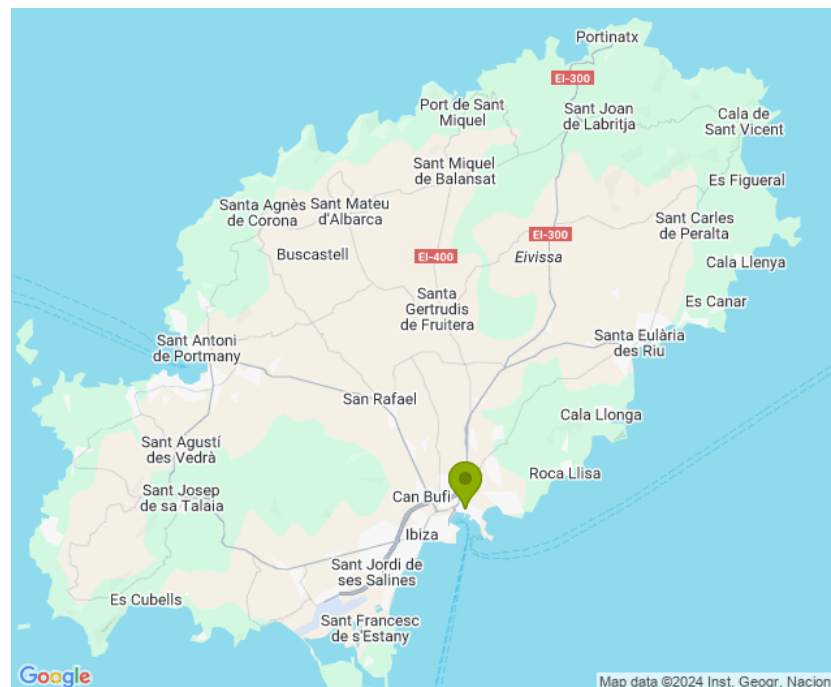 Portinatx
EI-300
Port de Sant
Miquel
Sant Joan
de Labritja
Cala de
Sant Vicent
Sant Miquel
de Balansat
Es Figueral
Santa Agnès
de Corona
Sant Mateu
d'Albarca
Sant Carles
de Peralta
EI-300
Buscastell
EI-400
Eivissa
Cala Llenya
Santa
Gertrudis
de Fruitera
Es Canar
Sant Antoni
de Portmany
Santa Eulària
des Riu
San Rafael
Cala Llonga
Sant Agustí
des Vedrà
Roca Llisa
Sant Josep
de sa Talaia
Can Bufi
Ibiza
Sant Jordi de
ses Salines
Es Cubells
Sant Francesc
de s'Estany
Google
Map data ©2024 Inst. Geogr. Nacion